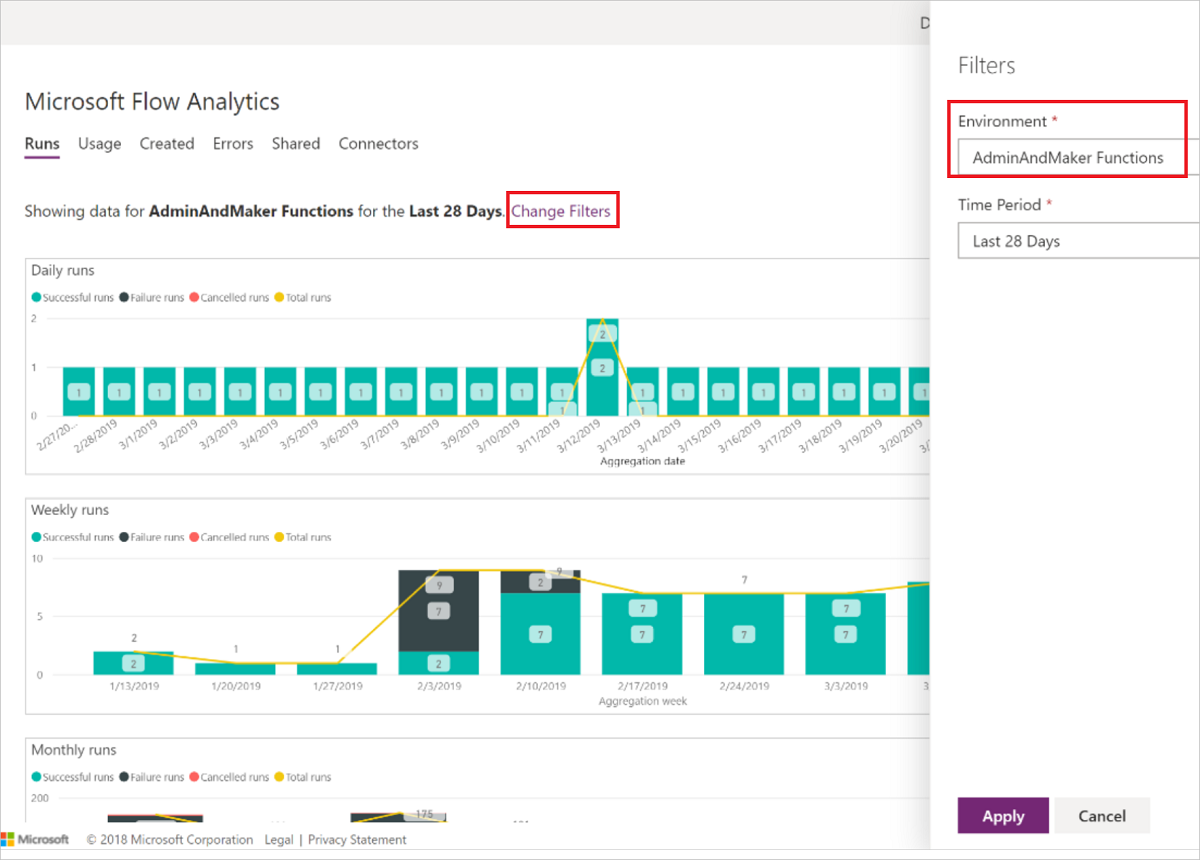 D
Microsoft Flow Analytics
Runs Usage Created Errors Shared Connectors
Showing data for AdminAndMaker Functions for the Last 28 Days. Change Filters
Daily runs
Successful runs Failure runs Cancelled runs Total runs
2
2
2
1
1 1 1 1 1 1 1 1 1 1 1 1 1 1 1 1 1 1 1 1 1
1 1
0
2/27/20... 2/28/2019 3/1/2019 3/2/2019 3/3/2019 3/4/2019 3/5/2019 3/6/2019 3/7/2019 3/8/2019 3/9/2019 3/10/2019 3/11/2019 3/12/2019 3/13/2019 3/14/2019 3/15/2019 3/16/2019 3/17/2019 3/18/2019 3/19/2019 3/20/2019
Aggregation date
Weekly runs
Successful runs Failure runs Cancelled runs Total runs
10
9 2 9 7
5
7 7 7
2 1 1 7 7 7 7
2 2
0
1/13/2019 1/20/2019 1/27/2019 2/3/2019 2/10/2019 2/17/2019 2/24/2019 3/3/2019 3
Aggregation week
Monthly runs
Successful runs Failure runs Cancelled runs Total runs
200
175
Microsoft © 2018 Microsoft Corporation Legal | Privacy Statement
Filters
Environment *
AdminAndMaker Functions
Time Period *
Last 28 Days
Apply Cancel